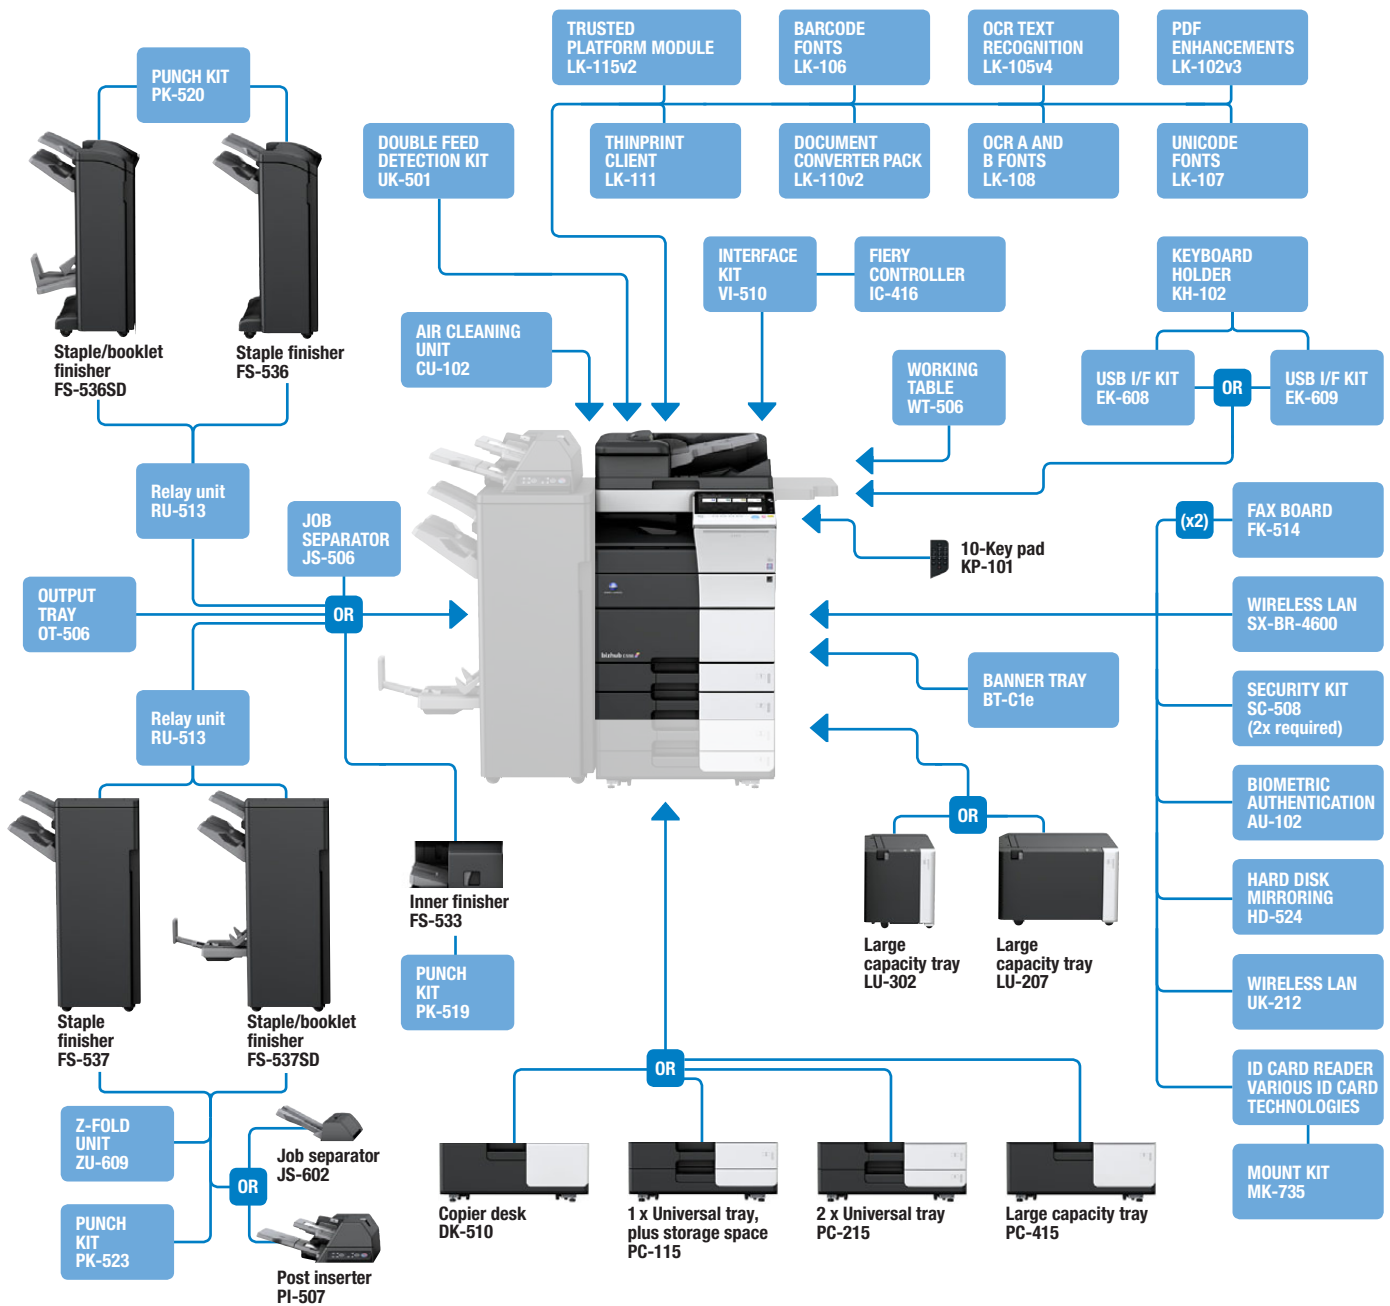 TRUSTED
PLATFORM MODULE
LK-115v2
BARCODE
FONTS
LK-106
OCR TEXT
RECOGNITION
LK-105v4
PDF
ENHANCEMENTS
LK-102v3
PUNCH KIT
PK-520
DOUBLE FEED
DETECTION KIT
UK-501
THINPRINT
CLIENT
LK-111
DOCUMENT
CONVERTER PACK
LK-110v2
OCR A AND
B FONTS
LK-108
UNICODE
FONTS
LK-107
INTERFACE
KIT
VI-510
FIERY
CONTROLLER
IC-416
KEYBOARD
HOLDER
KH-102
AIR CLEANING
UNIT
CU-102
Staple/booklet
finisher
FS-536SD
Staple finisher
FS-536
WORKING
TABLE
WT-506
USB I/F KIT
EK-608
OR
USB I/F KIT
EK-609
Relay unit
RU-513
JOB
SEPARATOR
JS-506
(x2)
FAX BOARD
FK-514
10-Key pad
KP-101
OUTPUT
TRAY
OT-506
OR
WIRELESS LAN
SX-BR-4600
BANNER TRAY
BT-C1e
SECURITY KIT
SC-508
(2x required)
Relay unit
RU-513
BIOMETRIC
AUTHENTICATION
AU-102
OR
Inner finisher
FS-533
HARD DISK
MIRRORING
HD-524
Large
capacity tray
LU-302
Large
capacity tray
LU-207
PUNCH
KIT
PK-519
WIRELESS LAN
UK-212
Staple
finisher
FS-537
Staple/booklet
finisher
FS-537SD
OR
ID CARD READER
VARIOUS ID CARD
TECHNOLOGIES
Z-FOLD
UNIT
ZU-609
Job separator
JS-602
OR
MOUNT KIT
MK-735
PUNCH
KIT
PK-523
Post inserter
PI-507
Copier desk
DK-510
1 x Universal tray,
plus storage space
PC-115
2 x Universal tray
PC-215
Large capacity tray
PC-415